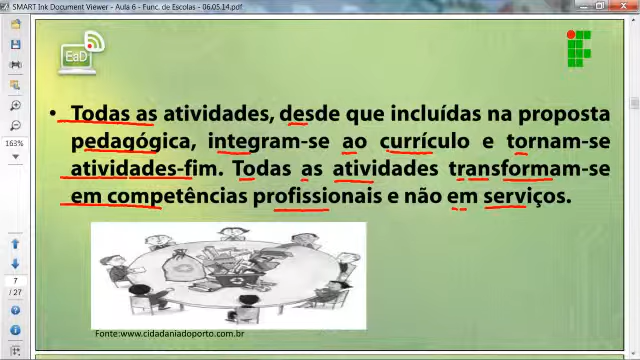 SMART Ink Document Viewer - Aula 6 - Func. de Escolas - 06.05.14.pdf
EaD
• Todas as atividades, desde que incluídas na proposta
pedagógica, integram-se ao currículo e tornam-se
atividades-fim. Todas as atividades transformam-se
em competências profissionais e não em serviços.
163%
7
/ 27
Fonte:www.cidadaniadoporto.com.br